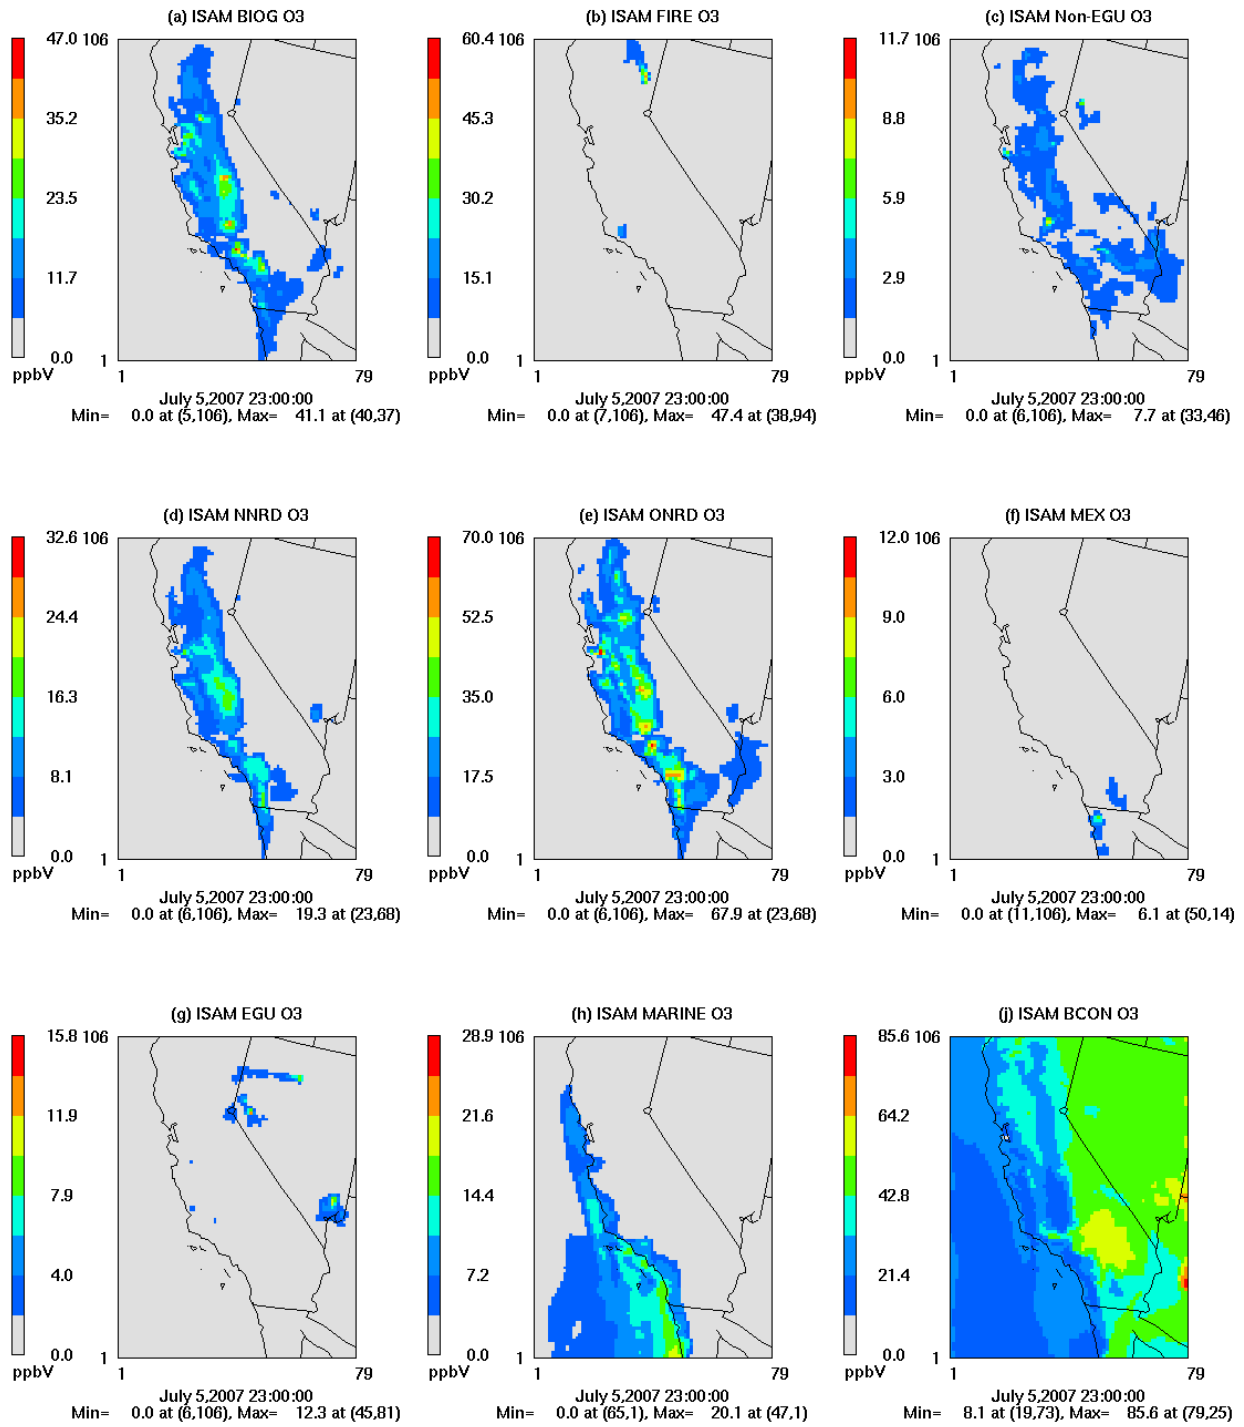 (a) ISAM BIOG O3
47.0
106
35.2
23.5
11.7
0.0
1
ppbV
1
79
July 5,2007 23:00:00
Min= 0.0 at (5,106), Max= 41.1 at (40,37)
(b) ISAM FIRE O3
60.4
106
45.3
30.2
15.1
0.0
1
ppbV
1
79
July 5,2007 23:00:00
Min= 0.0 at (7,106), Max= 47.4 at (38,94)
(c) ISAM Non-EGU O3
11.7
106
8.8
5.9
2.9
0.0
1
ppbV
1
79
July 5,2007 23:00:00
Min= 0.0 at (6,106), Max= 7.7 at (33,46)
(d) ISAM NNRD O3
32.6
106
24.4
16.3
8.1
0.0
1
ppbV
1
79
July 5,2007 23:00:00
Min= 0.0 at (6,106), Max= 19.3 at (23,68)
(e) ISAM ONRD O3
70.0
106
52.5
35.0
17.5
0.0
1
ppbV
1
79
July 5,2007 23:00:00
Min= 0.0 at (6,106), Max= 67.9 at (23,68)
(f) ISAM MEX O3
12.0
106
9.0
6.0
3.0
0.0
1
ppbV
1
79
July 5,2007 23:00:00
Min= 0.0 at (11,106), Max= 6.1 at (50,14)
(g) ISAM EGU O3
15.8
106
11.9
7.9
4.0
0.0
1
ppbV
1
79
July 5,2007 23:00:00
Min= 0.0 at (6,106), Max= 12.3 at (45,81)
(h) ISAM MARINE O3
28.9
106
21.6
14.4
7.2
0.0
1
ppbV
1
79
July 5,2007 23:00:00
Min= 0.0 at (65,1), Max= 20.1 at (47,1)
(j) ISAM BCON O3
85.6
106
64.2
42.8
21.4
0.0
1
ppbV
1
79
July 5,2007 23:00:00
Min= 8.1 at (19,73), Max= 85.6 at (79,25)